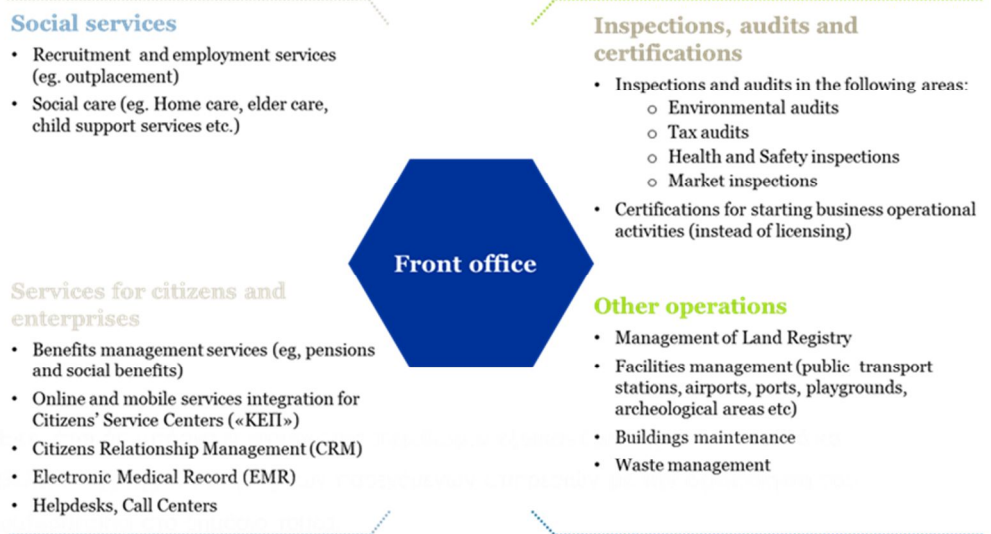 Social services
• Recruitment and employment services
(eg. outplacement)
• Social care (eg. Home care, elder care,
child support services etc.)
Inspections, audits and
certifications
• Inspections and audits in the following areas:
o Environmental audits
o Tax audits
o Health and Safety inspections
o Market inspections
• Certifications for starting business operational
activities (instead of licensing)
Front office
Services for citizens and
enterprises
• Benefits management services (eg, pensions
and social benefits)
• Online and mobile services integration for
Citizens' Service Centers («ΚΕΠ»)
• Citizens Relationship Management (CRM)
• Electronic Medical Record (EMR)
• Helpdesks, Call Centers
Other operations
• Management of Land Registry
• Facilities management (public transport
stations, airports, ports, playgrounds,
archeological areas etc)
• Buildings maintenance
• Waste management